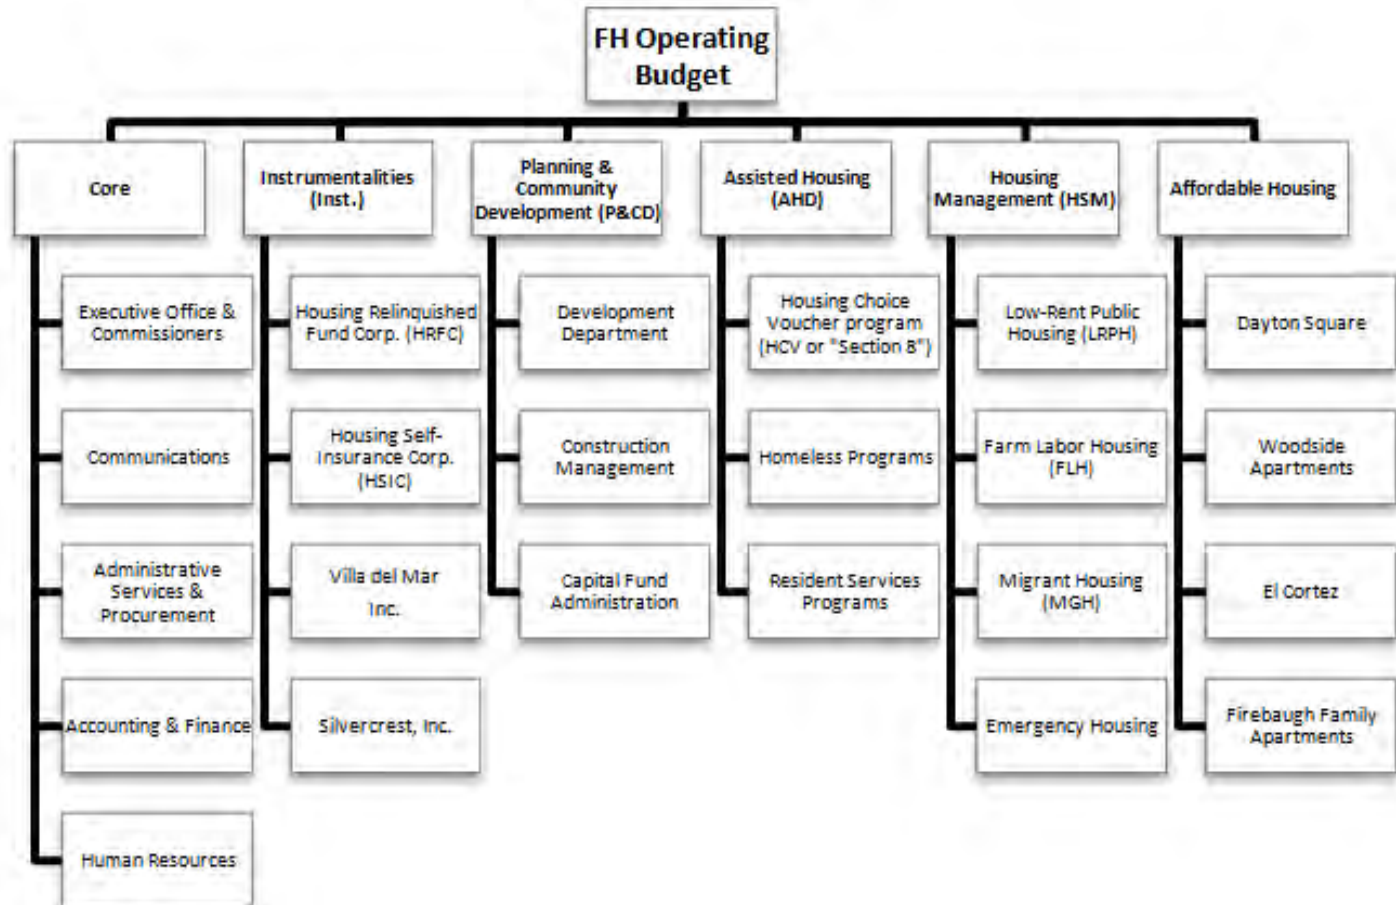 FH Operating
Budget
Core
Instrumentalities
(Inst.)
Planning &
Community
Development (P&CD)
Assisted Housing
(AHD)
Housing
Management (HSM)
Affordable Housing
Executive Office &
Commissioners
Communications
Administrative
Services &
Procurement
Accounting & Finance
Human Resources
Housing Relinquished
Fund Corp. (HRFC)
Housing Self-
Insurance Corp.
(HSIC)
Villa del Mar
Inc.
Silvercrest, Inc.
Development
Department
Construction
Management
Capital Fund
Administration
Housing Choice
Voucher program
(HCV or "Section 8")
Homeless Programs
Resident Services
Programs
Low-Rent Public
Housing (LRPH)
Farm Labor Housing
(FLH)
Migrant Housing
(MGH)
Emergency Housing
Dayton Square
Woodside
Apartments
El Cortez
Firebaugh Family
Apartments